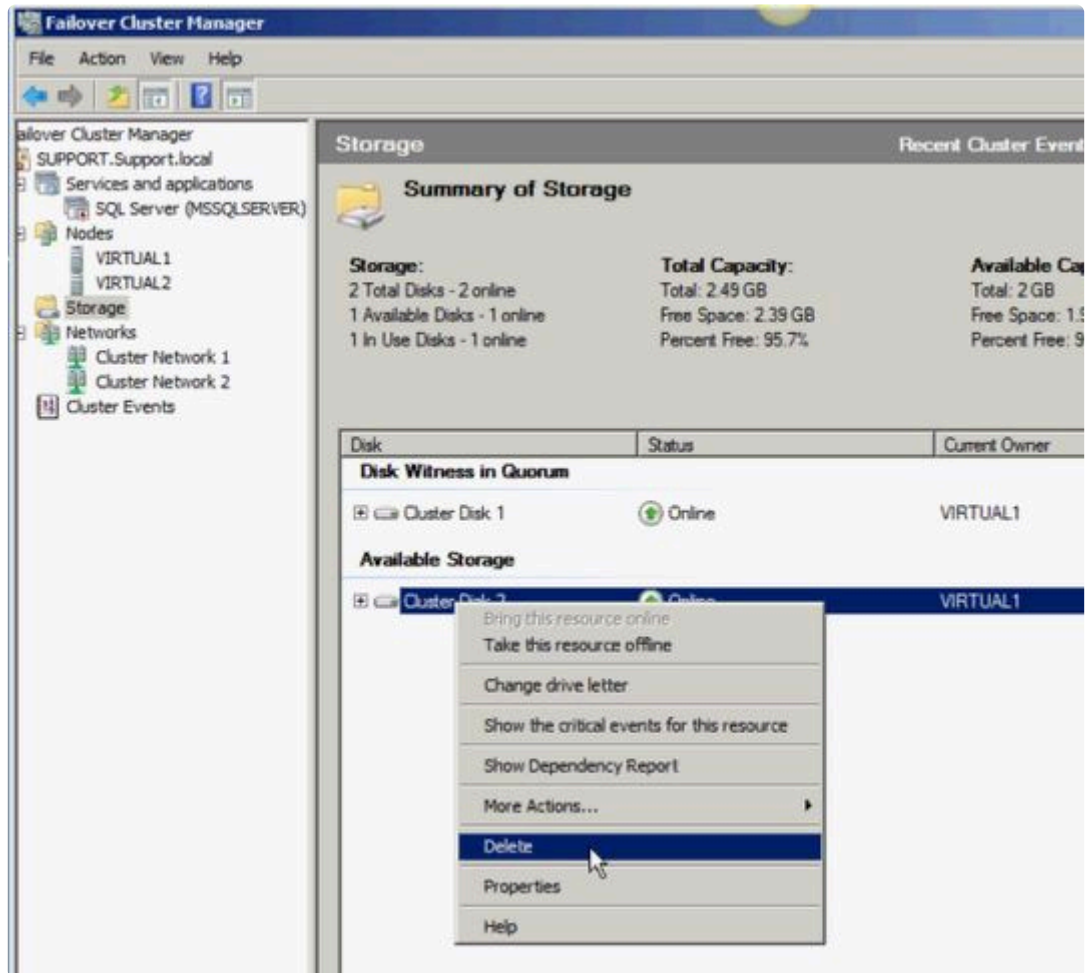 Failover Cluster Manager
File Action View Help
ailover Cluster Manager
SUPPORT.Support.local
Services and applications
SQL Server (MSSQLSERVER)
Nodes
VIRTUAL1
VIRTUAL2
Storage
Networks
Cluster Network 1
Cluster Network 2
Cluster Events
Storage Recent Cluster Event
Summary of Storage
Storage: Total Capacity: Available Cap
2 Total Disks - 2 online Total: 2.49 GB Total: 2 GB
1 Available Disks - 1 online Free Space: 2.39 GB Free Space: 1.9
1 In Use Disks - 1 online Percent Free: 95.7% Percent Free: 9
Disk Status Current Owner
Disk Witness in Quorum
Cluster Disk 1 Online VIRTUAL1
Available Storage
Cluster Disk 2 Online VIRTUAL1
Bring this resource online
Take this resource offline
Change drive letter
Show the critical events for this resource
Show Dependency Report
More Actions...
Delete
Properties
Help